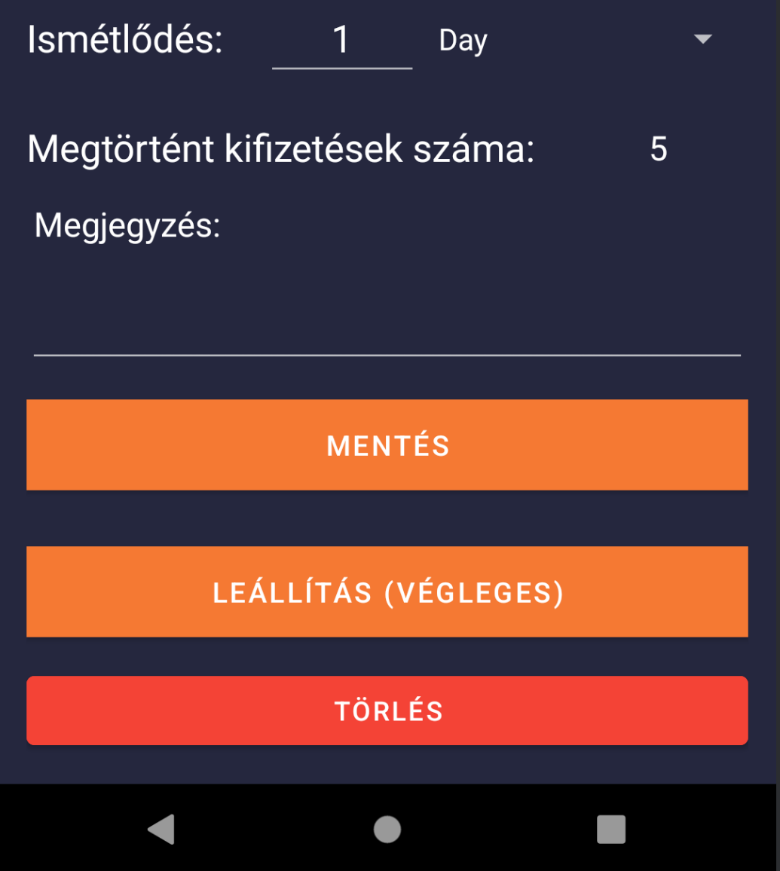 Ismétlődés: 1 Day
Megtörtént kifizetések száma: 5
Megjegyzés:
MENTÉS
LEÁLLÍTÁS (VÉGLEGES)
TÖRLÉS